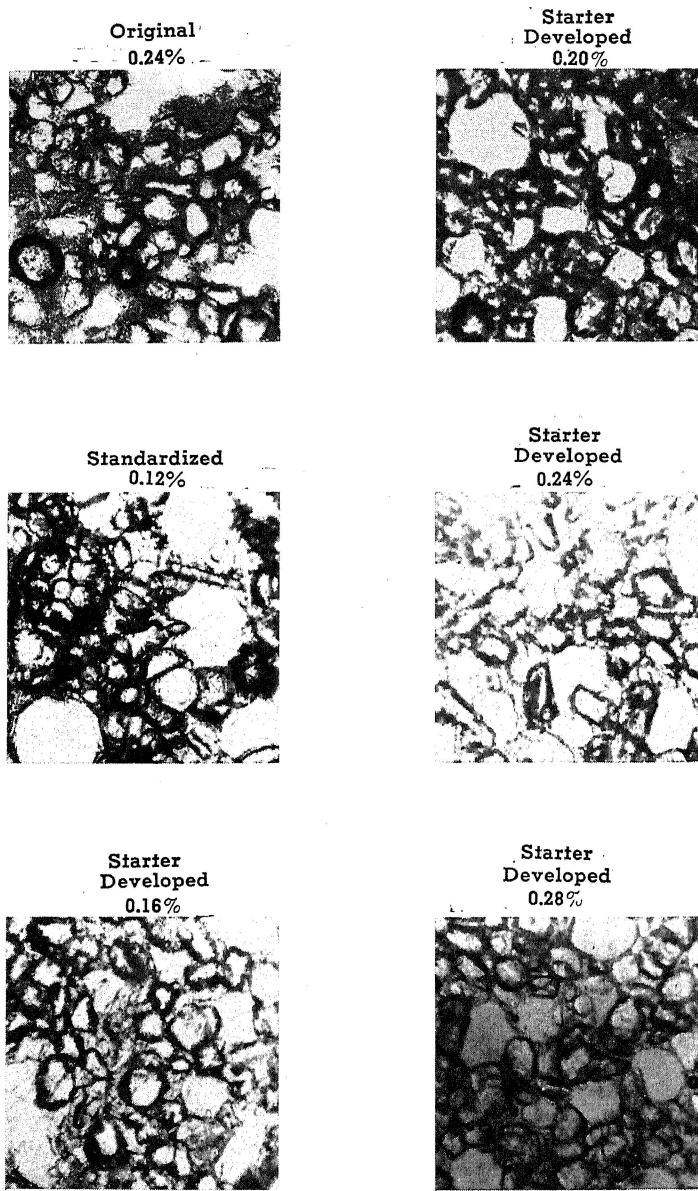 Original
0.24%
Starter
Developed
0.20%
Standardized
0.12%
Starter
Developed
0.24%
Starter
Developed
0.16%
Starter
Developed
0.28%